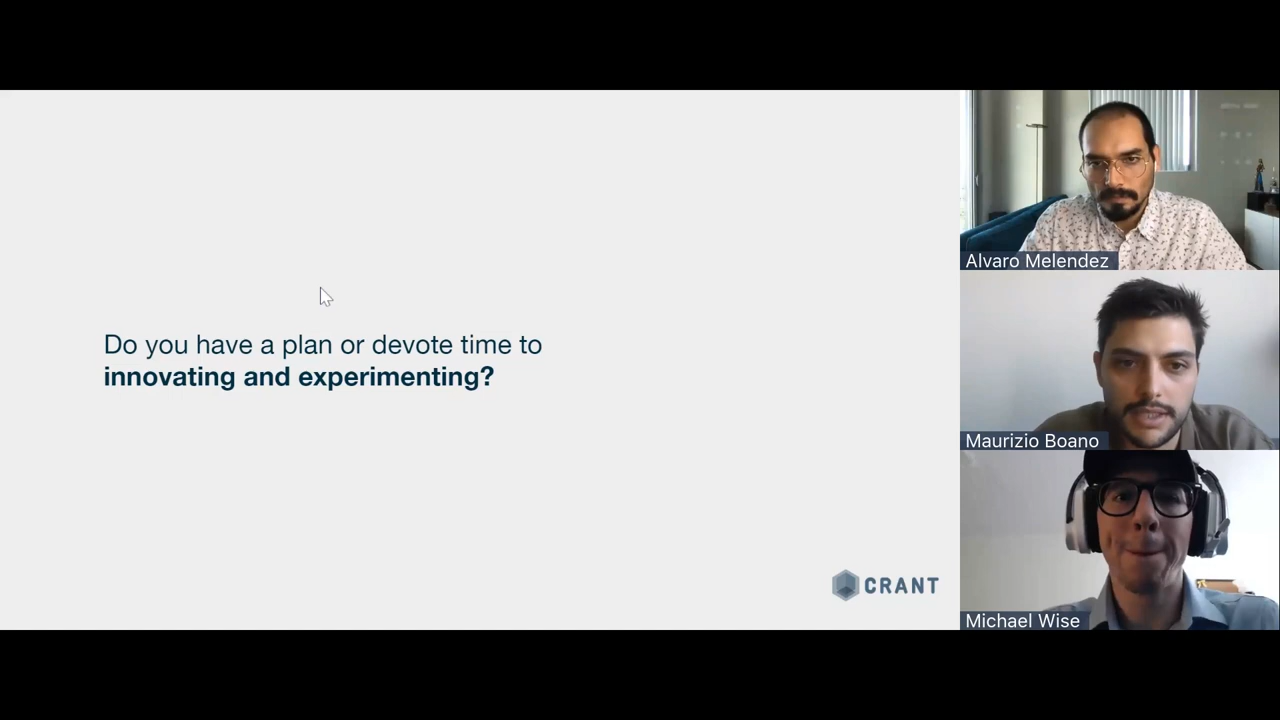 Do you have a plan or devote time to
innovating and experimenting?
CRANT
Alvaro Melendez
Maurizio Boano
Michael Wise